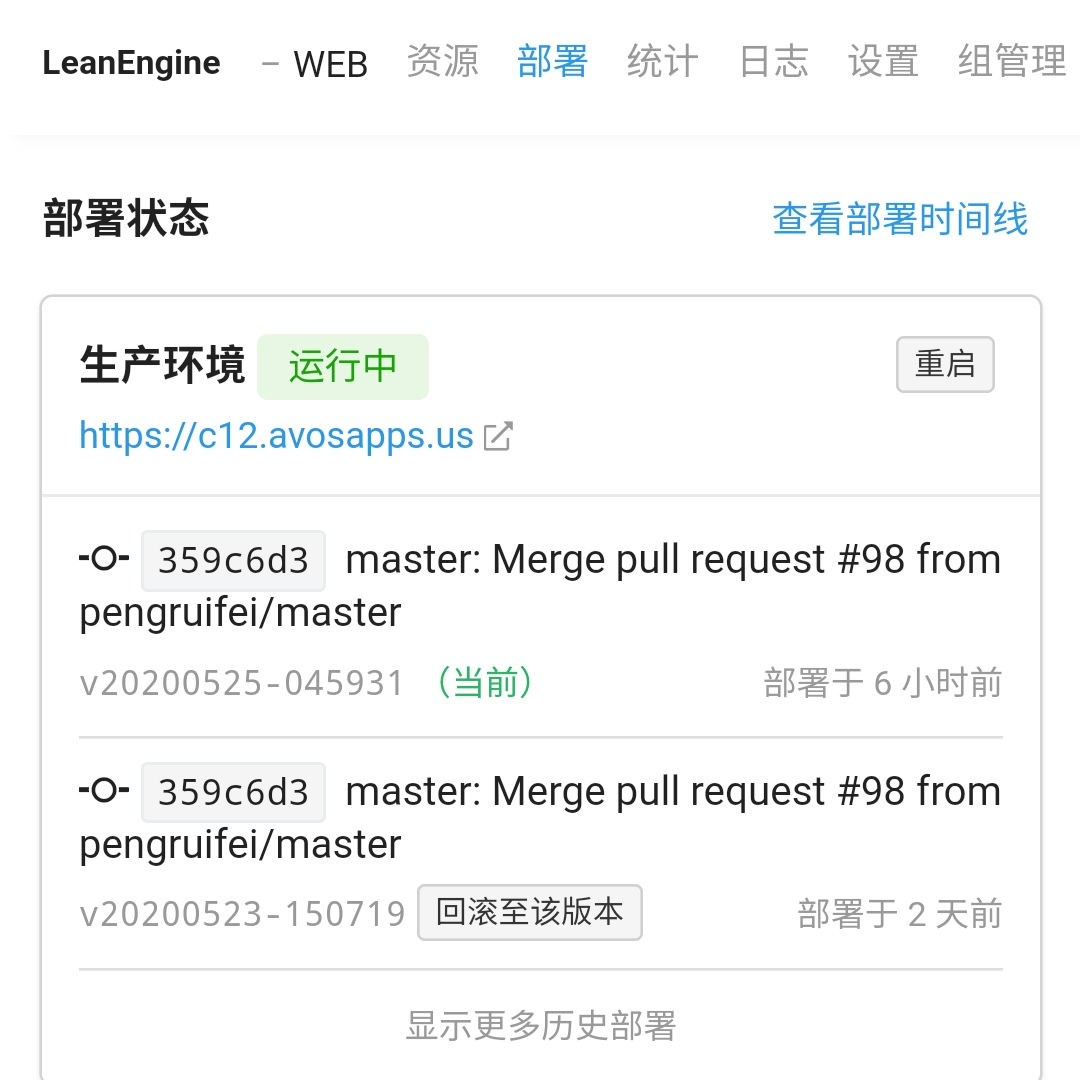 LeanEngine – WEB 资源 部署 统计 日志 设置 组管理
部署状态 查看部署时间线
生产环境 运行中 重启
https://c12.avosapps.us
359c6d3 master: Merge pull request #98 from
pengruifei/master
v20200525-045931 （当前） 部署于 6 小时前
359c6d3 master: Merge pull request #98 from
pengruifei/master
v20200523-150719 回滚至该版本 部署于 2 天前
显示更多历史部署